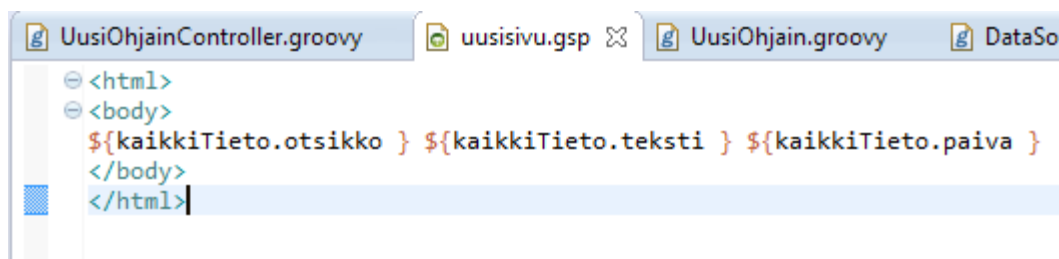 UusiOhjainController.groovy uusisivu.gsp UusiOhjain.groovy DataSo
<html>
<body>
${kaikkiTieto.otsikko } ${kaikkiTieto.teksti } ${kaikkiTieto.paiva }
</body>
</html>